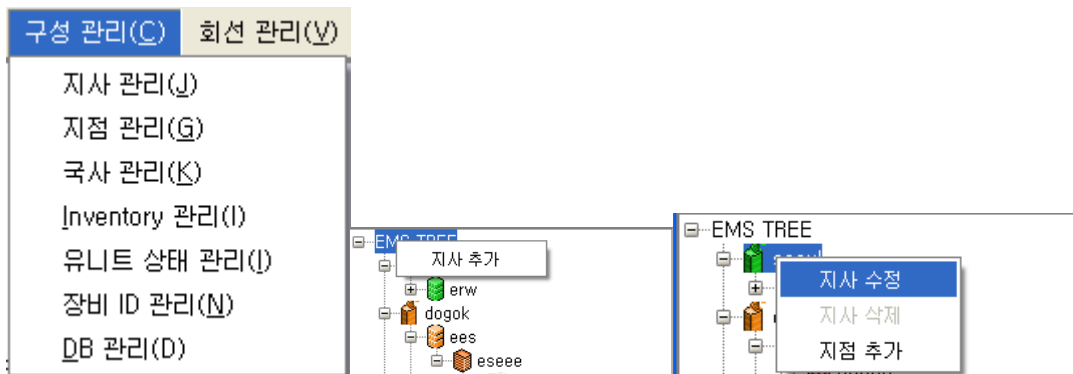 구성 관리(C) 회선 관리(V)
지사 관리(J)
지점 관리(G)
국사 관리(K)
Inventory 관리(I)
유니트 상태 관리(I)
장비 ID 관리(N)
DB 관리(D)
EMS TREE
지사 추가
erw
dogok
ees
eseee
EMS TREE
지사 수정
지사 삭제
지점 추가